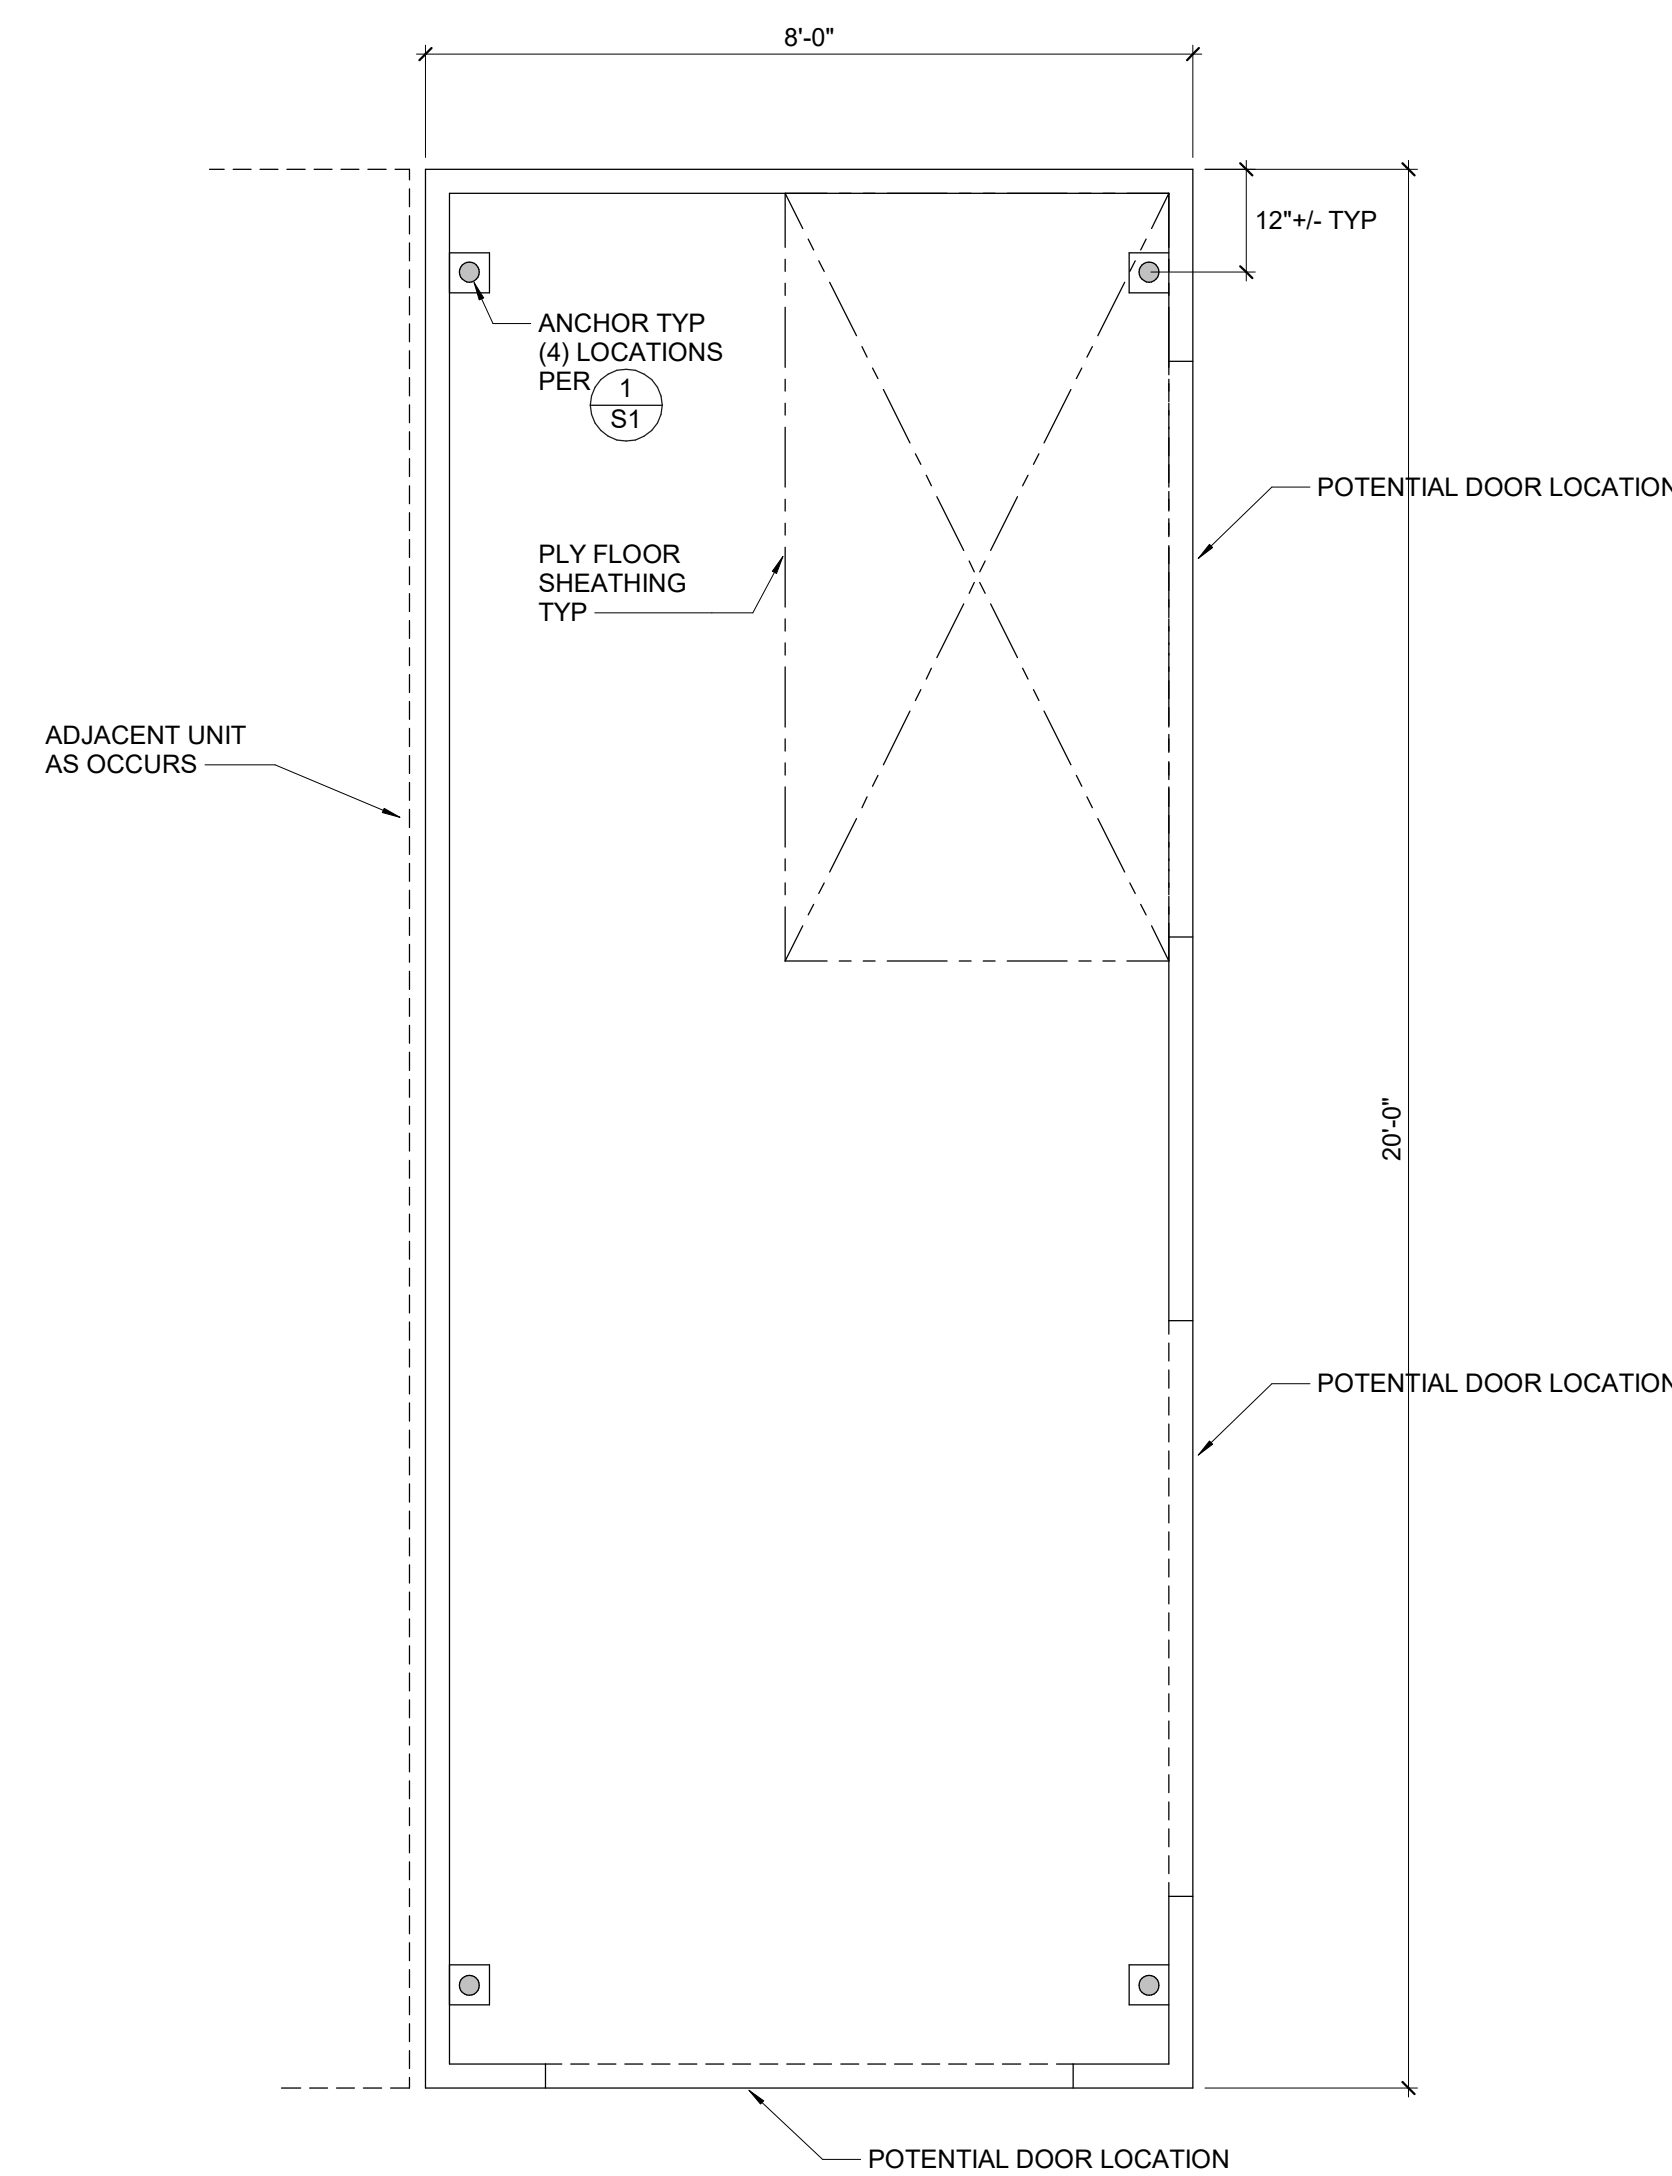 8'-0"
12"+/- TYP
ANCHOR TYP
(4) LOCATIONS
PER
1
S1
POTENTIAL DOOR LOCATION
PLY FLOOR
SHEATHING
TYP
ADJACENT UNIT
AS OCCURS
20'-0"
POTENTIAL DOOR LOCATION
POTENTIAL DOOR LOCATION